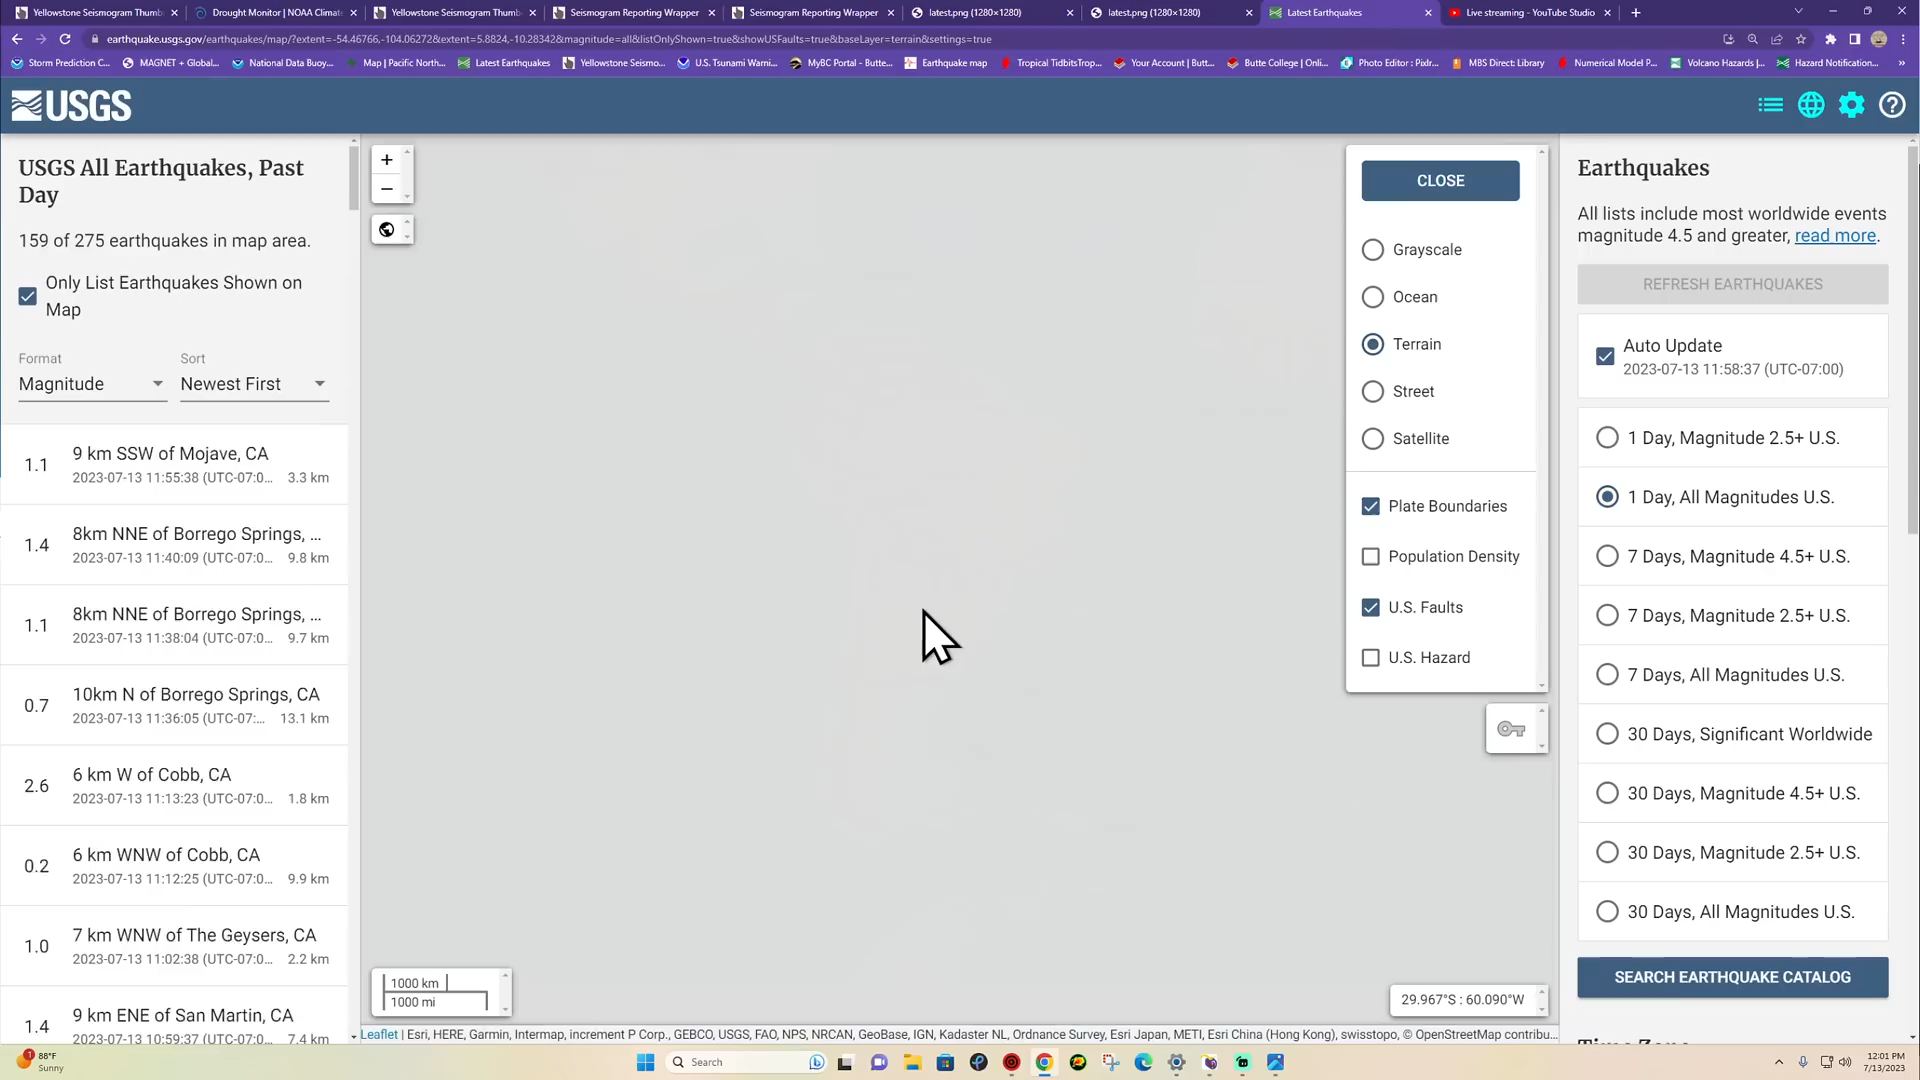 Yellowstone Seismogram Thumb
Drought Monitor | NOAA Climat
Yellowstone Seismogram Thumb
Seismogram Reporting Wrapper
Seismogram Reporting Wrapper
latest.png (1280×1280)
latest.png (1280×1280)
Latest Earthquakes
Live streaming - YouTube Studio
earthquake.usgs.gov/earthquakes/map/?extent=-54.46766,-104.06272&extent=5.8824,-10.28342&magnitude=all&listOnlyShown=true&showUSFaults=true&baseLayer=terrain&settings=true
Storm Prediction C...
MAGNET + Global...
National Data Buoy...
Map | Pacific North...
Latest Earthquakes
Yellowstone Seismo...
U.S. Tsunami Warni...
MyBC Portal - Butte...
Earthquake map
Tropical TidbitsTrop...
Your Account | Butt...
Butte College | Onli...
Photo Editor : Pixlr...
MBS Direct Library
Numerical Model P...
Volcano Hazards |...
Hazard Notification...
USGS
USGS All Earthquakes, Past
Day
159 of 275 earthquakes in map area.
Only List Earthquakes Shown on
Map
Format
Sort
Magnitude
Newest First
1.1
9 km SSW of Mojave, CA
2023-07-13 11:55:38 (UTC-07:0... 3.3 km
1.4
8km NNE of Borrego Springs, ...
2023-07-13 11:40:09 (UTC-07:0... 9.8 km
1.1
8km NNE of Borrego Springs, ...
2023-07-13 11:38:04 (UTC-07:0... 9.7 km
0.7
10km N of Borrego Springs, CA
2023-07-13 11:36:05 (UTC-07:... 13.1 km
2.6
6 km W of Cobb, CA
2023-07-13 11:13:23 (UTC-07:0... 1.8 km
0.2
6 km WNW of Cobb, CA
2023-07-13 11:12:25 (UTC-07:0... 9.9 km
1.0
7 km WNW of The Geysers, CA
2023-07-13 11:02:38 (UTC-07:0... 2.2 km
1.4
9 km ENE of San Martin, CA
2023-07-13 10:59:37 (UTC-07:0... 7.4 km
+
−
1000 km
1000 mi
CLOSE
Grayscale
Ocean
Terrain
Street
Satellite
Plate Boundaries
Population Density
U.S. Faults
U.S. Hazard
29.967°S : 60.090°W
Leaflet | Esri, HERE, Garmin, Intermap, increment P Corp., GEBCO, USGS, FAO, NPS, NRCAN, GeoBase, IGN, Kadaster NL, Ordnance Survey, Esri Japan, METI, Esri China (Hong Kong), swisstopo, © OpenStreetMap contribu...
Earthquakes
All lists include most worldwide events
magnitude 4.5 and greater, read more.
REFRESH EARTHQUAKES
Auto Update
2023-07-13 11:58:37 (UTC-07:00)
1 Day, Magnitude 2.5+ U.S.
1 Day, All Magnitudes U.S.
7 Days, Magnitude 4.5+ U.S.
7 Days, Magnitude 2.5+ U.S.
7 Days, All Magnitudes U.S.
30 Days, Significant Worldwide
30 Days, Magnitude 4.5+ U.S.
30 Days, Magnitude 2.5+ U.S.
30 Days, All Magnitudes U.S.
SEARCH EARTHQUAKE CATALOG
Time Zone
1
88°F
Sunny
Search
12:01 PM
7/13/2023